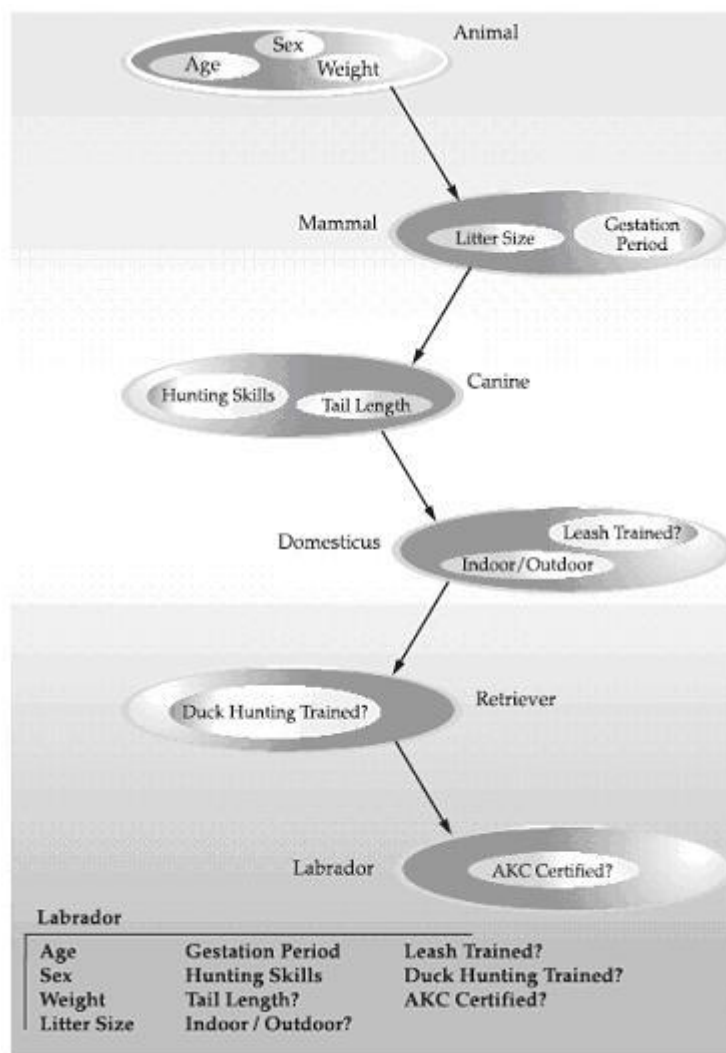 Animal
Sex
Age
Weight
Mammal
Litter Size
Gestation
Period
Canine
Hunting Skills
Tail Length
Domesticus
Leash Trained?
Indoor/Outdoor
Retriever
Duck Hunting Trained?
Labrador
AKC Certified?
Labrador
Age Gestation Period Leash Trained?
Sex Hunting Skills Duck Hunting Trained?
Weight Tail Length? AKC Certified?
Litter Size Indoor / Outdoor?